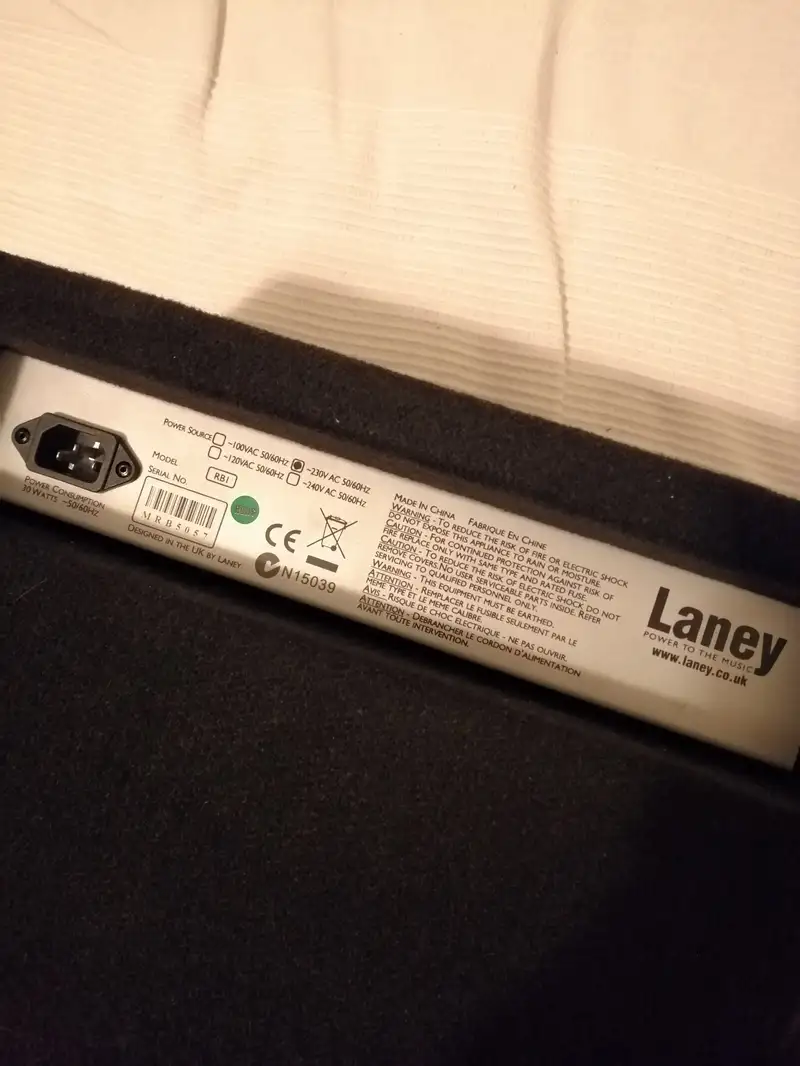 POWER SOURCE ~100VAC 50/60HZ ~230V AC 50/60HZ
~120VAC 50/60HZ ~240V AC 50/60HZ
MODEL RB1
SERIAL NO.
MRB5057
DESIGNED IN THE UK BY LANEY
POWER CONSUMPTION
30 WATTS ~50/60HZ
CE
N15039
MADE IN CHINA FABRIQUE EN CHINE
WARNING - TO REDUCE THE RISK OF FIRE OR ELECTRIC SHOCK
DO NOT EXPOSE THIS APPLIANCE TO RAIN OR MOISTURE.
CAUTION - FOR CONTINUED PROTECTION AGAINST RISK OF
FIRE REPLACE ONLY WITH SAME TYPE AND RATED FUSE.
CAUTION - TO REDUCE THE RISK OF ELECTRIC SHOCK DO NOT
REMOVE COVERS. NO USER SERVICEABLE PARTS INSIDE. REFER
SERVICING TO QUALIFIED PERSONNEL ONLY.
WARNING - THIS EQUIPMENT MUST BE EARTHED.
ATTENTION - REMPLACER LE FUSIBLE SEULEMENT PAR LE
MEME TYPE ET LE MEME CALIBRE.
AVIS - RISQUE DE CHOC ELECTRIQUE - NE PAS OUVRIR.
ATTENTION - DEBRANCHER LE CORDON D'ALIMENTATION
AVANT TOUTE INTERVENTION.
Laney
POWER TO THE MUSIC
www.laney.co.uk